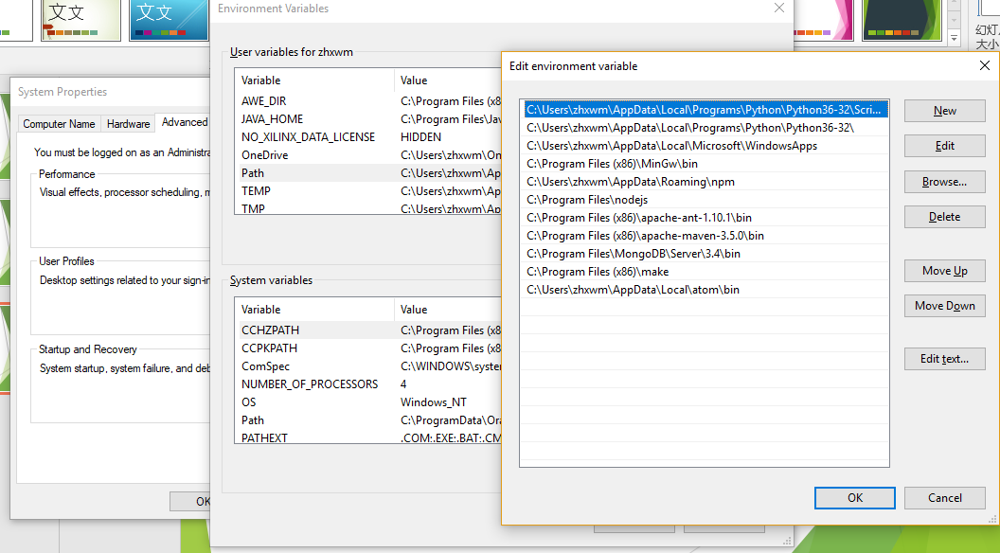 文文
文文
幻灯
大小
System Properties
Computer Name
Hardware
Advanced
You must be logged on as an Administra
Performance
Visual effects, processor scheduling, m
User Profiles
Desktop settings related to your sign-in
Startup and Recovery
System startup, system failure, and deb
OK
Environment Variables
User variables for zhxwm
Variable Value
AWE_DIR C:\Program Files (x8
JAVA_HOME C:\Program Files\Jav
NO_XILINX_DATA_LICENSE HIDDEN
OneDrive C:\Users\zhxwm\On
Path C:\Users\zhxwm\Ap
TEMP C:\Users\zhxwm\Ap
TMP C:\Users\zhxwm\Ap
System variables
Variable Value
CCHZPATH C:\Program Files (x8
CCPKPATH C:\Program Files (x8
ComSpec C:\WINDOWS\system
NUMBER_OF_PROCESSORS 4
OS Windows_NT
Path C:\ProgramData\Ora
PATHEXT .COM;.EXE;.BAT;.CM
Edit environment variable
C:\Users\zhxwm\AppData\Local\Programs\Python\Python36-32\Scri...
C:\Users\zhxwm\AppData\Local\Programs\Python\Python36-32\
C:\Users\zhxwm\AppData\Local\Microsoft\WindowsApps
C:\Program Files (x86)\MinGw\bin
C:\Users\zhxwm\AppData\Roaming\npm
C:\Program Files\nodejs
C:\Program Files (x86)\apache-ant-1.10.1\bin
C:\Program Files (x86)\apache-maven-3.5.0\bin
C:\Program Files\MongoDB\Server\3.4\bin
C:\Program Files (x86)\make
C:\Users\zhxwm\AppData\Local\atom\bin
New
Edit
Browse...
Delete
Move Up
Move Down
Edit text...
OK
Cancel